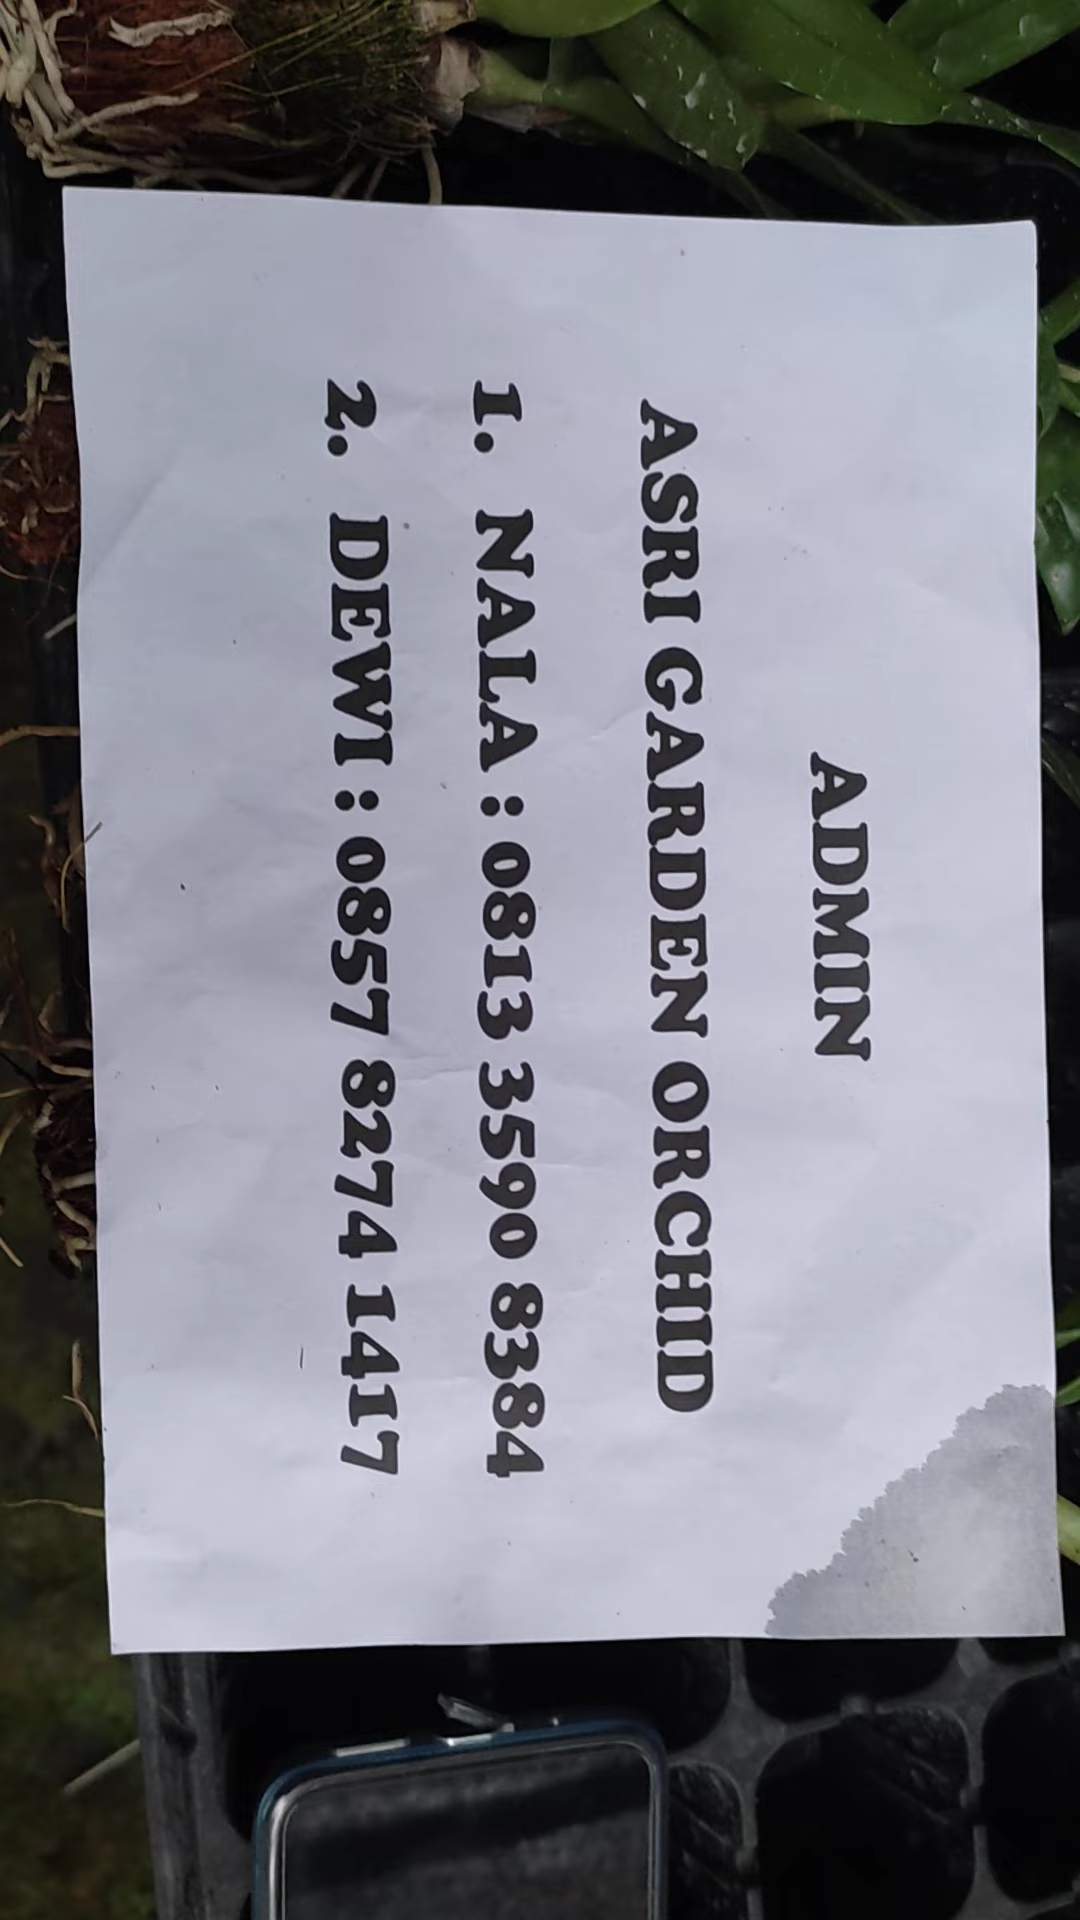 ADMIN
ASRI GARDEN ORCHID
1. NALA : 0813 3590 8384
2. DEWI : 0857 8274 1417